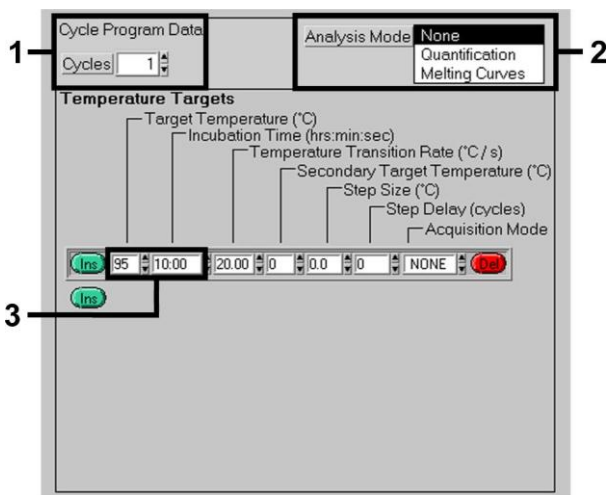 1
Cycle Program Data
Cycles 1
Analysis Mode None
Quantification
Melting Curves
2
Temperature Targets
Target Temperature (°C)
Incubation Time (hrs:min:sec)
Temperature Transition Rate (°C / s)
Secondary Target Temperature (°C)
Step Size (°C)
Step Delay (cycles)
Acquisition Mode
Ins 95 10:00 20.00 0 0.0 0 NONE Del
Ins
3